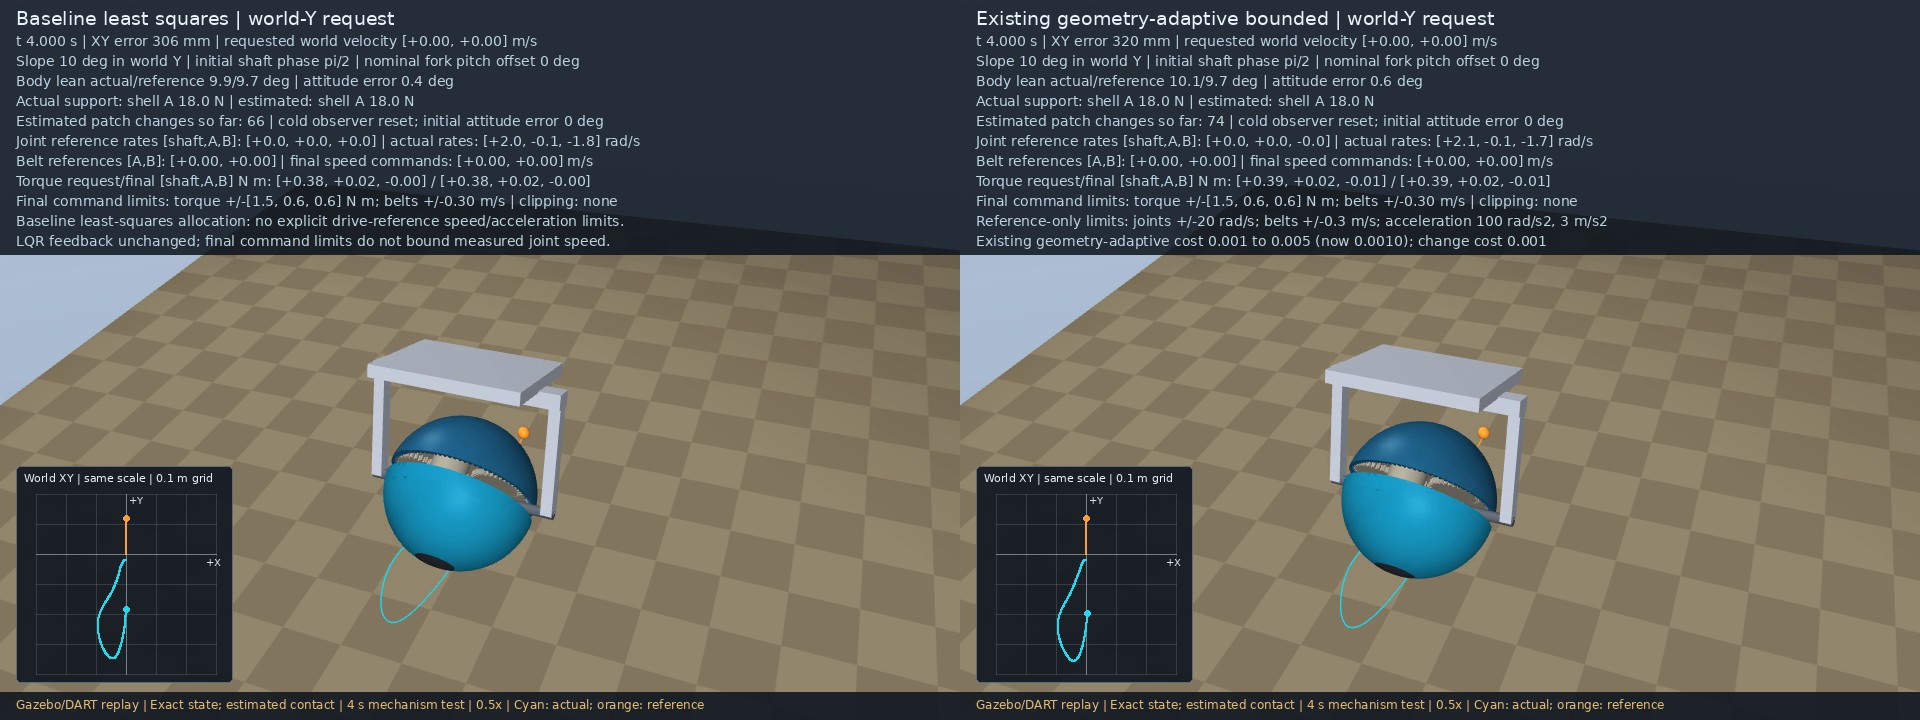 Baseline least squares | world-Y request
t 4.000 s | XY error 306 mm | requested world velocity [+0.00, +0.00] m/s
Slope 10 deg in world Y | initial shaft phase pi/2 | nominal fork pitch offset 0 deg
Body lean actual/reference 9.9/9.7 deg | attitude error 0.4 deg
Actual support: shell A 18.0 N | estimated: shell A 18.0 N
Estimated patch changes so far: 66 | cold observer reset; initial attitude error 0 deg
Joint reference rates [shaft,A,B]: [+0.0, +0.0, +0.0] | actual rates: [+2.0, -0.1, -1.8] rad/s
Belt references [A,B]: [+0.00, +0.00] | final speed commands: [+0.00, +0.00] m/s
Torque request/final [shaft,A,B] N m: [+0.38, +0.02, -0.00] / [+0.38, +0.02, -0.00]
Final command limits: torque +/-[1.5, 0.6, 0.6] N m; belts +/-0.30 m/s | clipping: none
Baseline least-squares allocation: no explicit drive-reference speed/acceleration limits.
LQR feedback unchanged; final command limits do not bound measured joint speed.
World XY | same scale | 0.1 m grid
+Y
+X
Gazebo/DART replay | Exact state; estimated contact | 4 s mechanism test | 0.5x | Cyan: actual; orange: reference
Existing geometry-adaptive bounded | world-Y request
t 4.000 s | XY error 320 mm | requested world velocity [+0.00, +0.00] m/s
Slope 10 deg in world Y | initial shaft phase pi/2 | nominal fork pitch offset 0 deg
Body lean actual/reference 10.1/9.7 deg | attitude error 0.6 deg
Actual support: shell A 18.0 N | estimated: shell A 18.0 N
Estimated patch changes so far: 74 | cold observer reset; initial attitude error 0 deg
Joint reference rates [shaft,A,B]: [+0.0, +0.0, -0.0] | actual rates: [+2.1, -0.1, -1.7] rad/s
Belt references [A,B]: [+0.00, +0.00] | final speed commands: [+0.00, +0.00] m/s
Torque request/final [shaft,A,B] N m: [+0.39, +0.02, -0.01] / [+0.39, +0.02, -0.01]
Final command limits: torque +/-[1.5, 0.6, 0.6] N m; belts +/-0.30 m/s | clipping: none
Reference-only limits: joints +/-20 rad/s; belts +/-0.3 m/s; acceleration 100 rad/s2, 3 m/s2
Existing geometry-adaptive cost 0.001 to 0.005 (now 0.0010); change cost 0.001
World XY | same scale | 0.1 m grid
+Y
+X
Gazebo/DART replay | Exact state; estimated contact | 4 s mechanism test | 0.5x | Cyan: actual; orange: reference